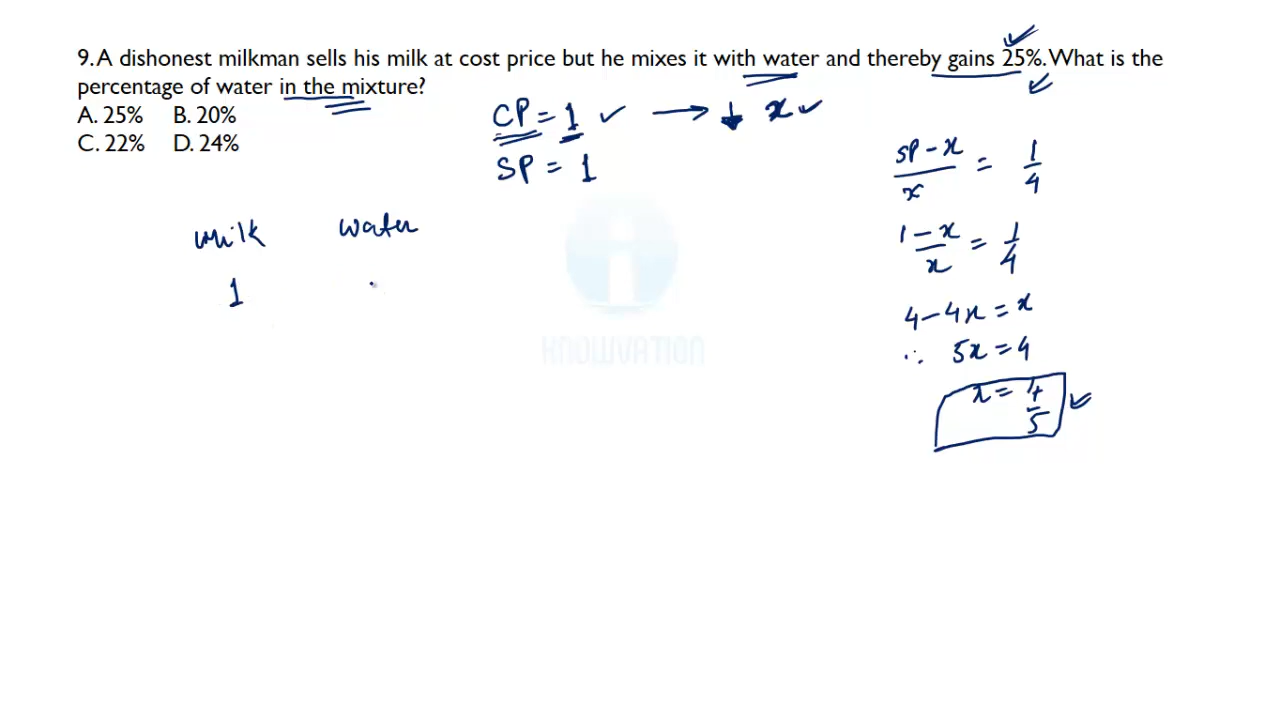 9.A dishonest milkman sells his milk at cost price but he mixes it with water and thereby gains 25%.What is the
percentage of water in the mixture?
A. 25% B. 20%
C. 22% D. 24%
CP = 1 ✓ → ↓ x ✓
SP = 1
milk water
1
SP - x / x = 1/4
1 - x / x = 1/4
4 - 4x = x
∴ 5x = 4
x = 4/5
KNOWVATION